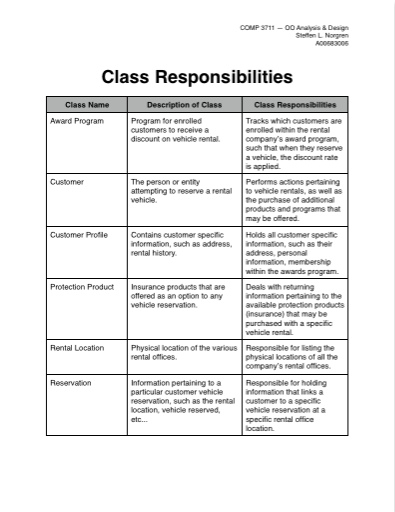 COMP 3711 — OO Analysis & Design
Steffen L. Norgren
A00683006
Class Responsibilities
Class Name
Description of Class
Class Responsibilities
Award Program
Program for enrolled
customers to receive a
discount on vehicle rental.
Tracks which customers are
enrolled within the rental
company's award program,
such that when they reserve
a vehicle, the discount rate
is applied.
Customer
The person or entity
attempting to reserve a rental
vehicle.
Performs actions pertaining
to vehicle rentals, as well as
the purchase of additional
products and programs that
may be offered.
Customer Profile
Contains customer specific
information, such as address,
rental history.
Holds all customer specific
information, such as their
address, personal
information, membership
within the awards program.
Protection Product
Insurance products that are
offered as an option to any
vehicle reservation.
Deals with returning
information pertaining to the
available protection products
(insurance) that may be
purchased with a specific
vehicle rental.
Rental Location
Physical location of the various
rental offices.
Responsible for listing the
physical locations of all the
company's rental offices.
Reservation
Information pertaining to a
particular customer vehicle
reservation, such as the rental
location, vehicle reserved,
etc...
Responsible for holding
information that links a
customer to a specific
vehicle reservation at a
specific rental office
location.